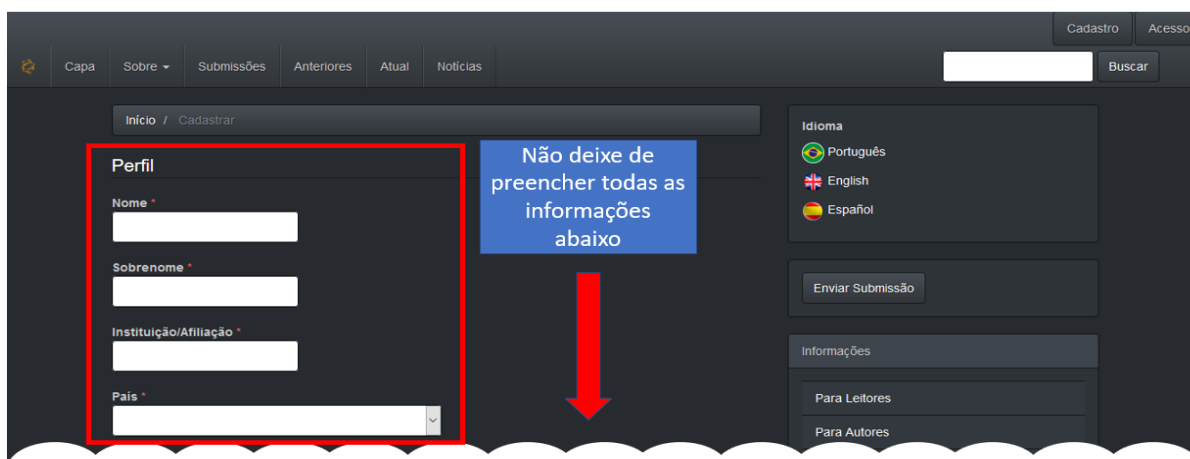 Cadastro Acesso
Capa Sobre Submissões Anteriores Atual Notícias
Buscar
Início / Cadastrar
Perfil
Nome *
Sobrenome *
Instituição/Afiliação *
País *
Não deixe de
preencher todas as
informações
abaixo
Idioma
Português
English
Español
Enviar Submissão
Informações
Para Leitores
Para Autores